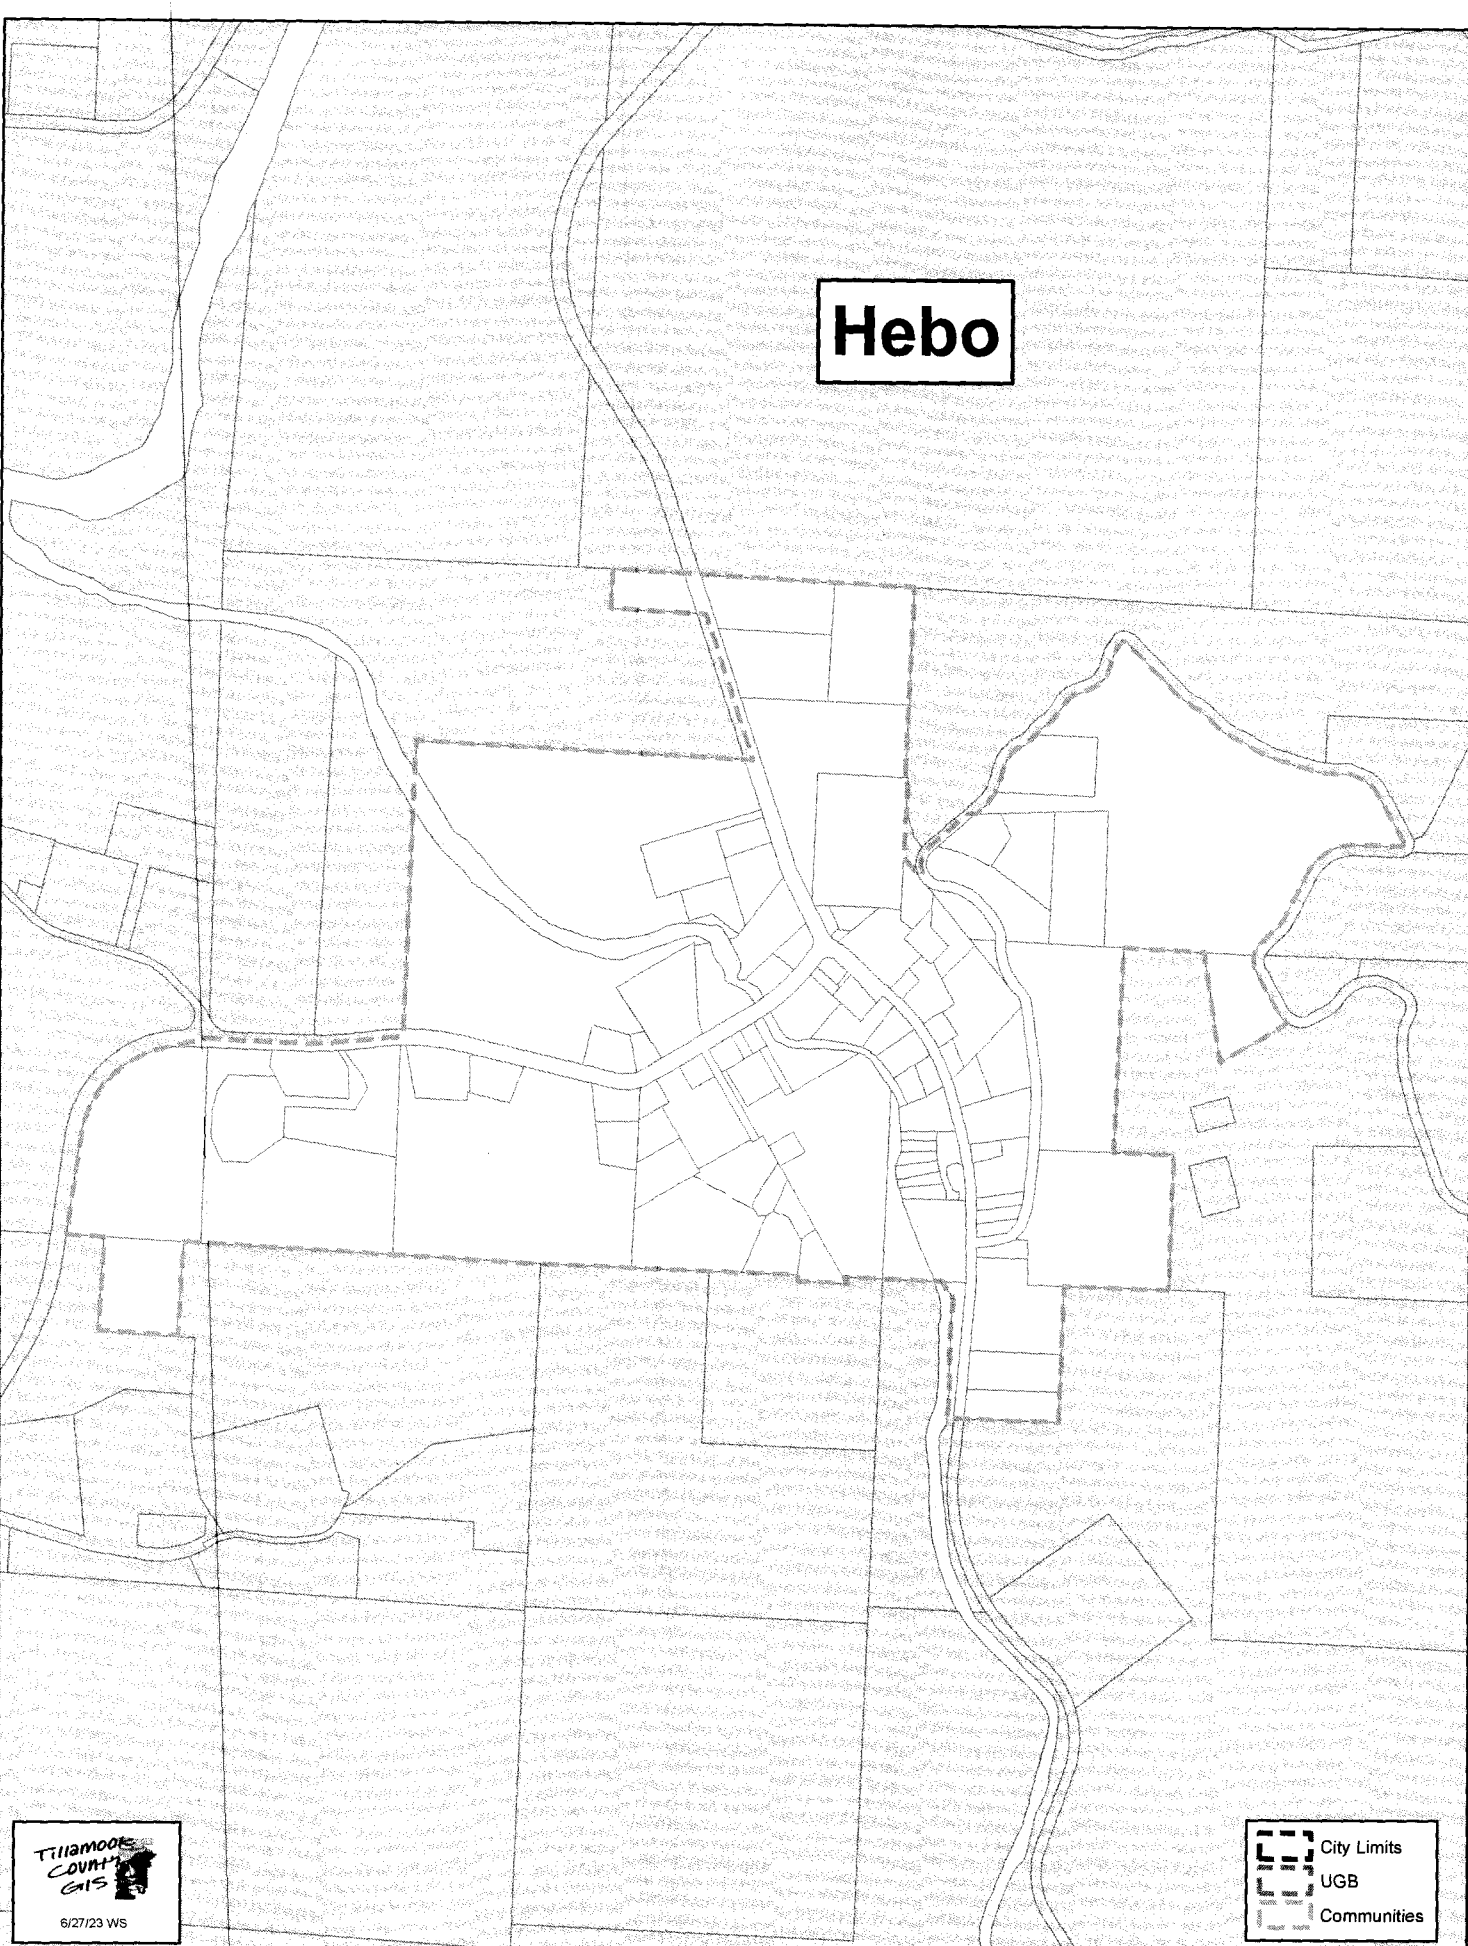 Hebo
Tillamook
County
GIS
6/27/23 WS
City Limits
UGB
Communities